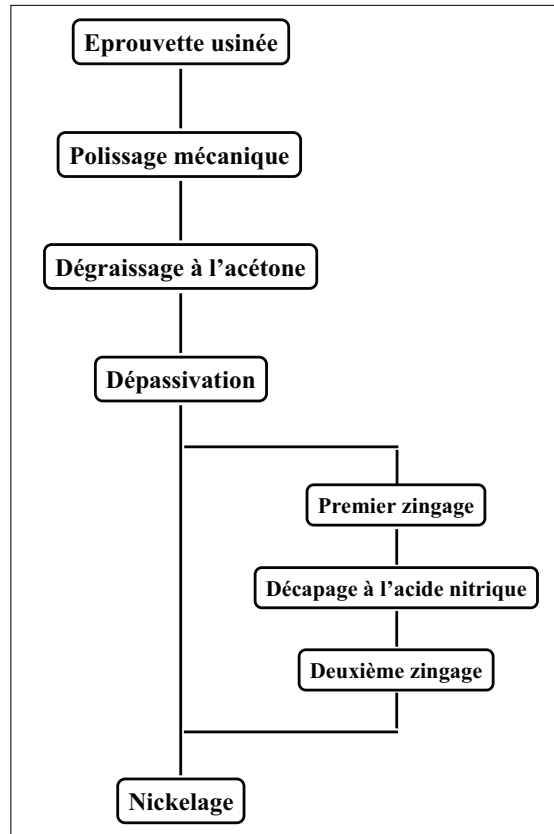 Eprouvette usinée
Polissage mécanique
Dégraissage à l'acétone
Dépassivation
Premier zingage
Décapage à l'acide nitrique
Deuxième zingage
Nickelage